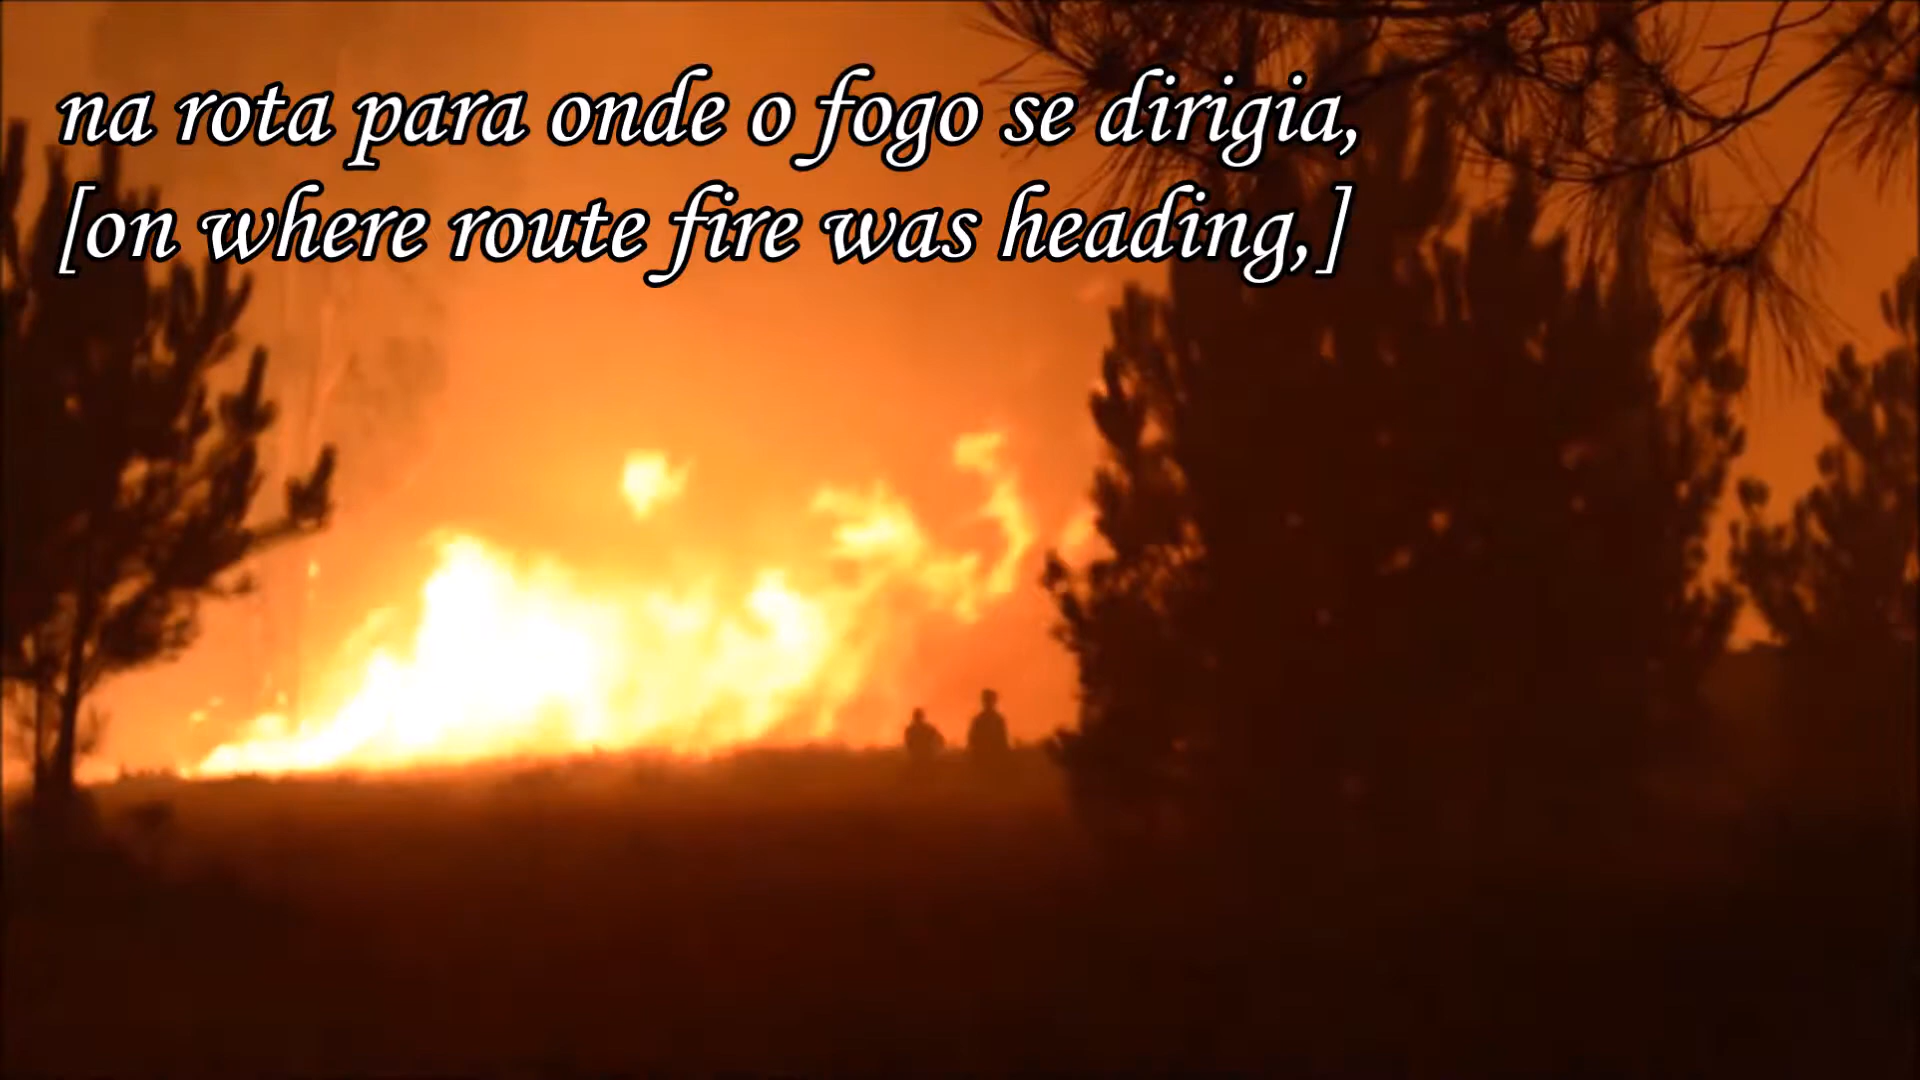 na rota para onde o fogo se dirigia,
[on where route fire was heading,]